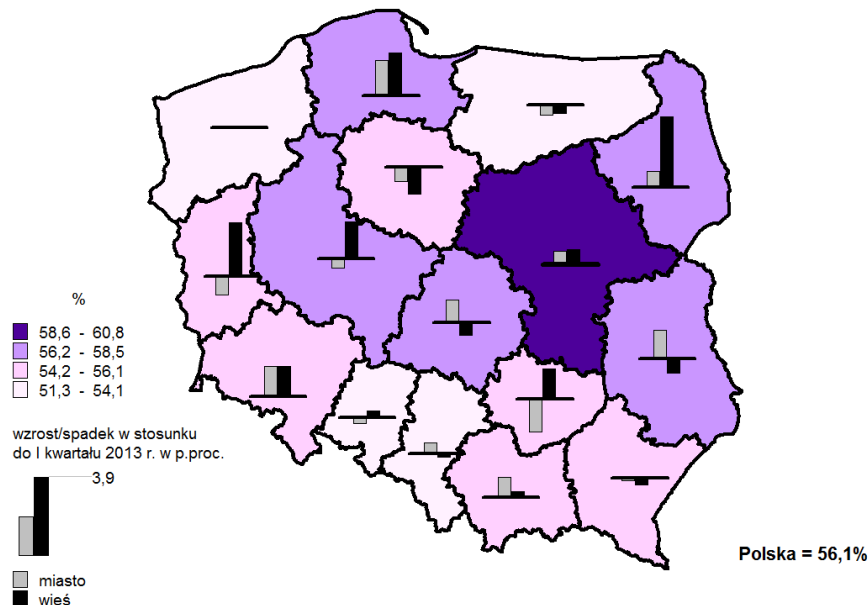 %
58,6 - 60,8
56,2 - 58,5
54,2 - 56,1
51,3 - 54,1
wzrost/spadek w stosunku
do I kwartału 2013 r. w p.proc.
3,9
miasto
wieś
Polska = 56,1%